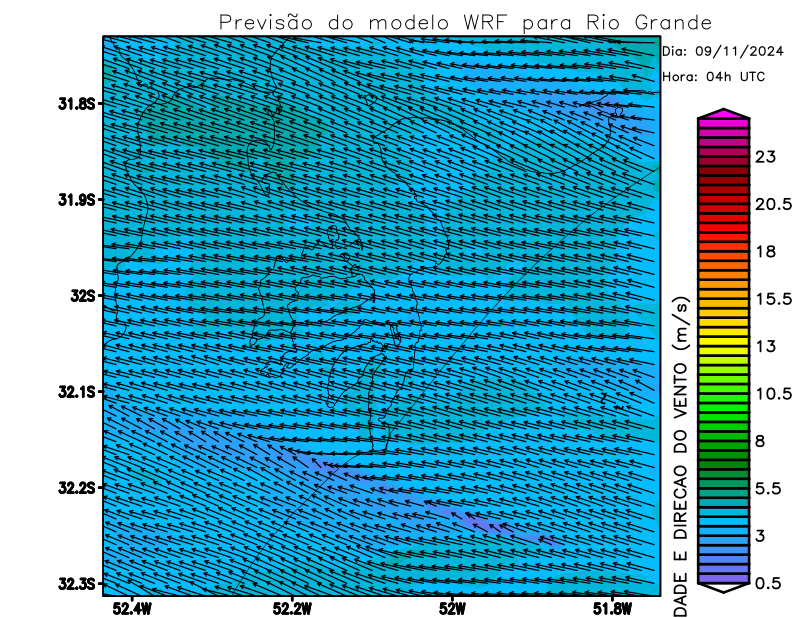 Previsão do modelo WRF para Rio Grande
Dia: 09/11/2024
Hora: 04h UTC
31.8S
31.9S
32S
32.1S
32.2S
32.3S
52.4W
52.2W
52W
51.8W
23
20.5
18
15.5
13
10.5
8
5.5
3
0.5
DADE E DIRECAO DO VENTO (m/s)